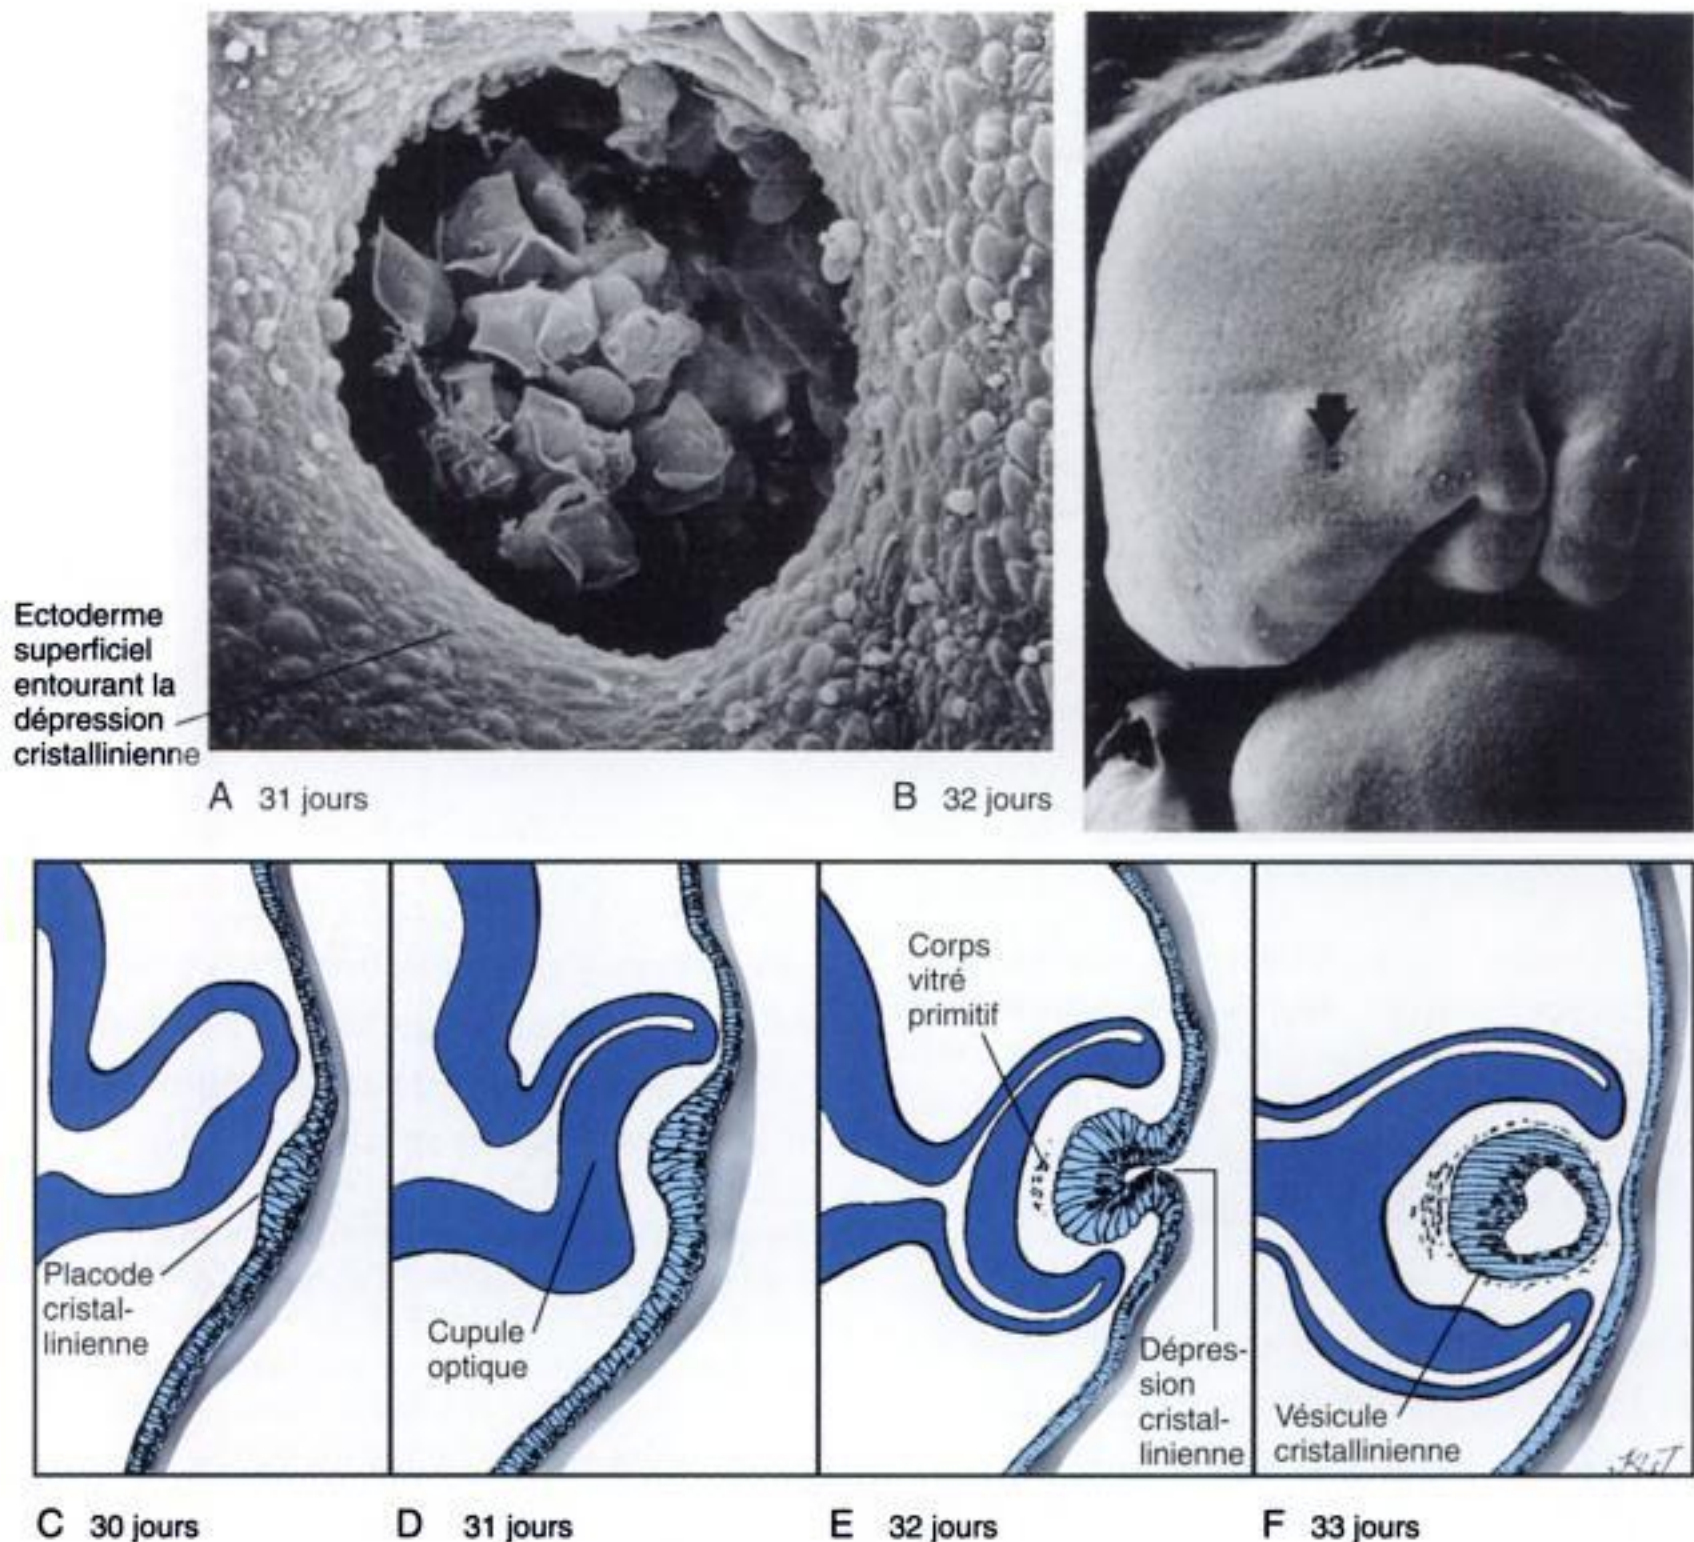 Ectoderme
superficiel
entourant la
dépression
cristallinienne
A 31 jours
B 32 jours
Placode
cristal-
linienne
Cupule
optique
Corps
vitré
primitif
Dépres-
sion
cristal-
linienne
Vésicule
cristallinienne
C 30 jours
D 31 jours
E 32 jours
F 33 jours